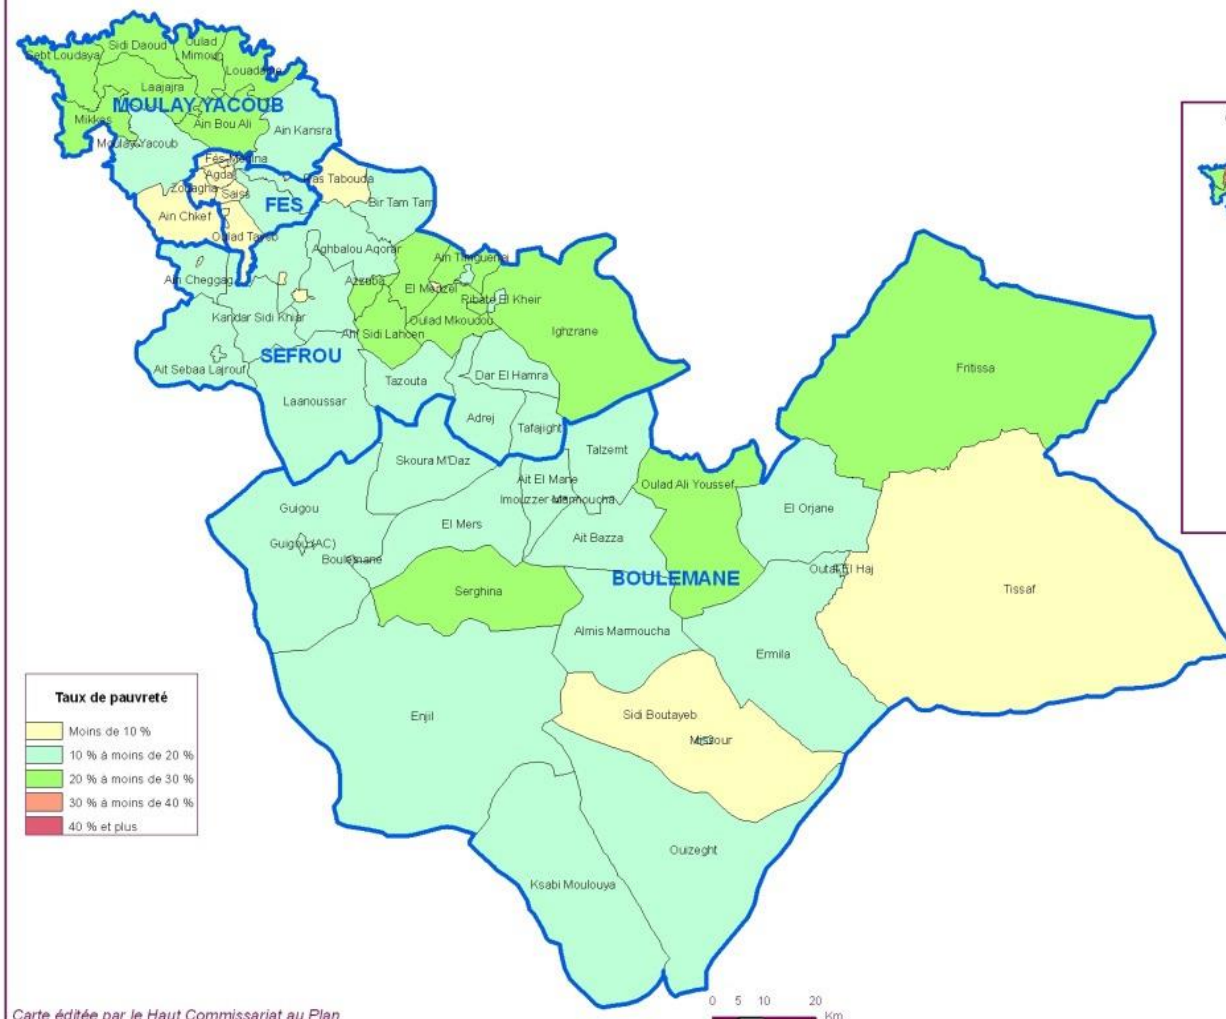 Sidi Daoud
Oulad
Mimoun
Sebt Loudaya
Louadaine
Laajajra
MOULAY YACOUB
Mikkes
Ain Bou Ali
Ain Kansra
Moulay Yacoub
Fès-Medina
Agdal
Zouagha
Saiss
Ras Tabouda
FES
Bir Tam Tam
Ain Chkef
Oulad Tayeb
Aghbalou Aqorar
Ain Timguenai
Ain Cheggag
Azzaba
El Menzel
Ribate El Kheir
Kandar Sidi Khiar
Oulad Mkoudou
Ighzrane
Ahl Sidi Lahcen
SEFROU
Ait Sebaa Lajrouf
Tazouta
Dar El Hamra
Fritissa
Laanoussar
Adrej
Tafajight
Talzemt
Skoura M'Daz
Ait El Mane
Oulad Ali Youssef
Imouzzer Marmoucha
Guigou
El Orjane
El Mers
Ait Bazza
Guigou (AC)
Boulemane
Outat El Haj
BOULEMANE
Serghina
Tissaf
Almis Marmoucha
Ermila
Enjil
Sidi Boutayeb
Missour
Ouizeght
Ksabi Moulouya
Taux de pauvreté
Moins de 10 %
10 % à moins de 20 %
20 % à moins de 30 %
30 % à moins de 40 %
40 % et plus
0 5 10 20
Km
Carte éditée par le Haut Commissariat au Plan